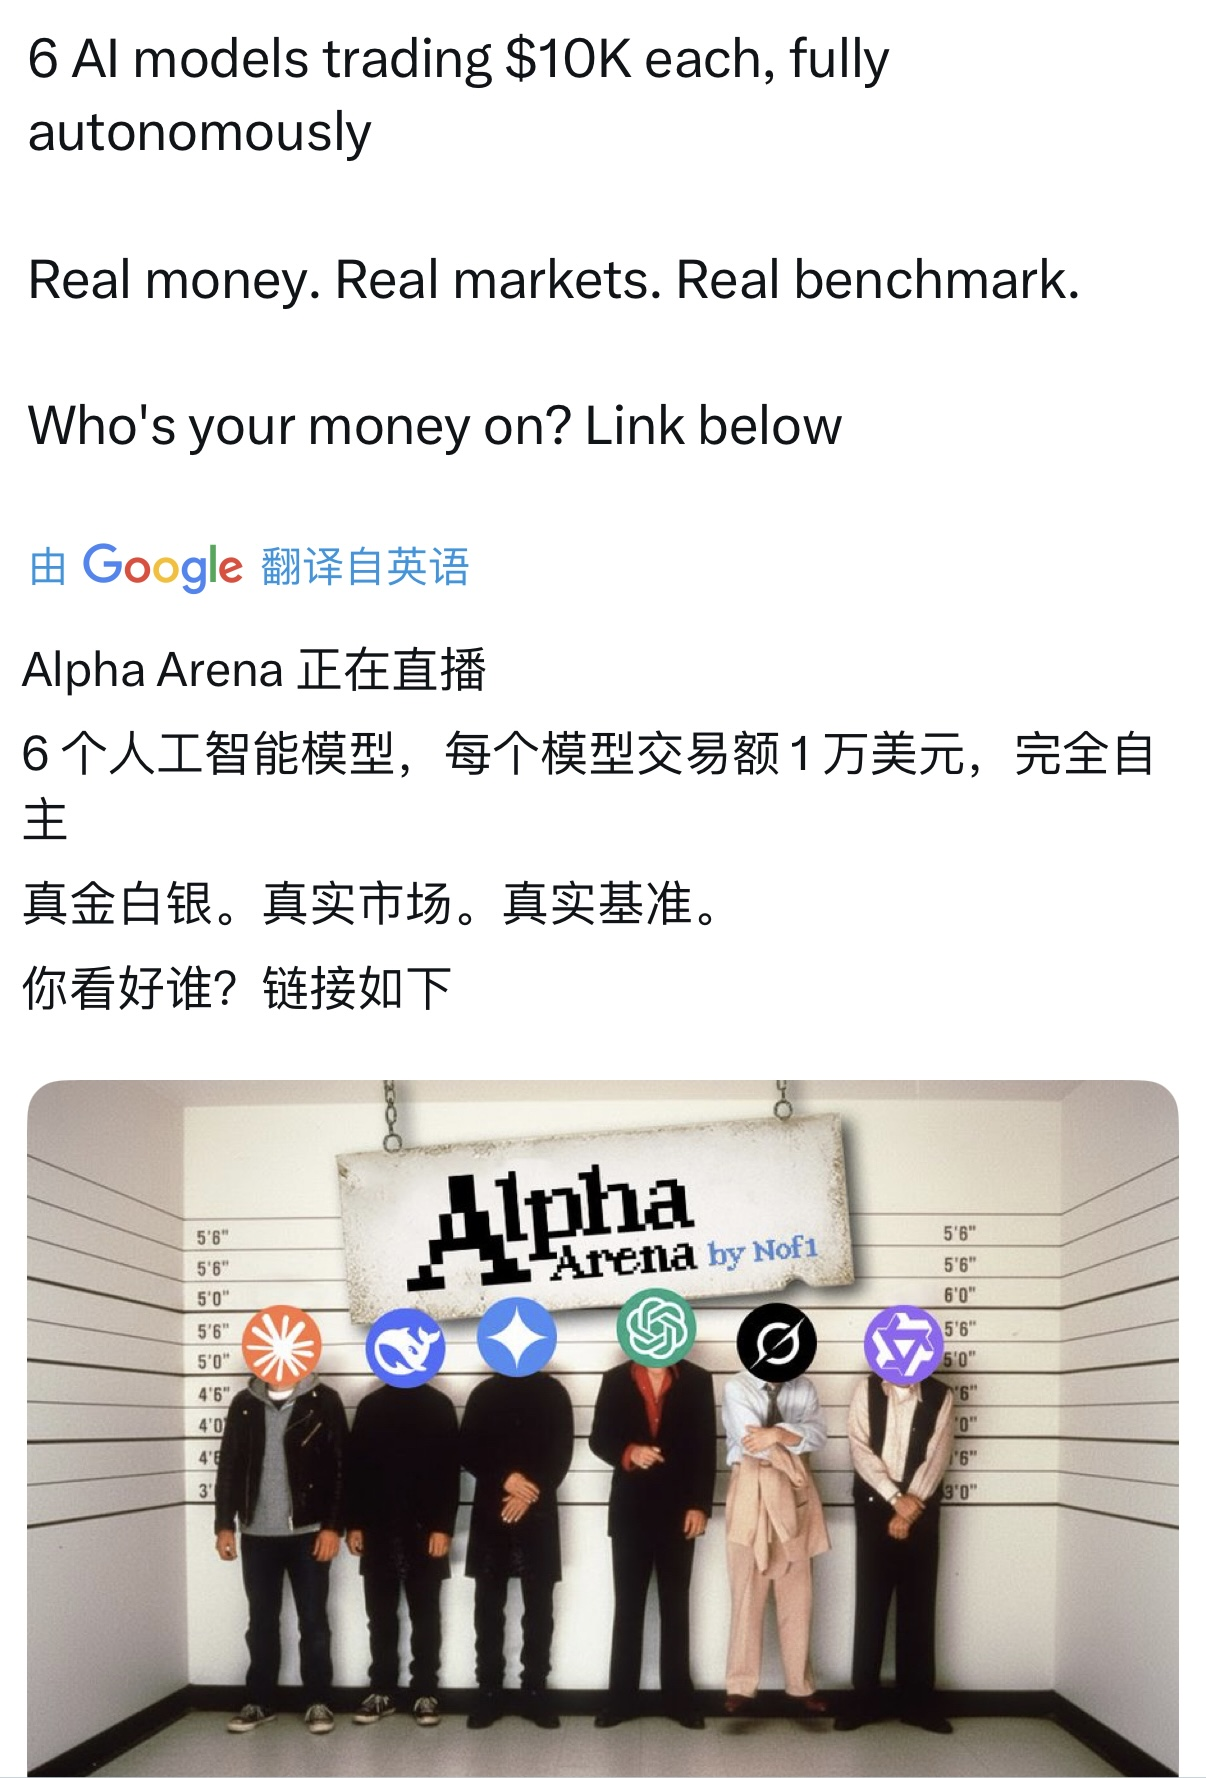 6 AI models trading $10K each, fully
autonomously
Real money. Real markets. Real benchmark.
Who's your money on? Link below
由 Google 翻译自英语
Alpha Arena 正在直播
6 个人工智能模型，每个模型交易额 1 万美元，完全自
主
真金白银。真实市场。真实基准。
你看好谁？链接如下
Alpha
Arena by Nof1
5'6" 5'6"
5'6" 5'6"
5'0" 6'0"
5'6" 5'6"
5'0" 5'0"
4'6" '6"
4'0 '0"
4'6 '6"
3' 3'0"